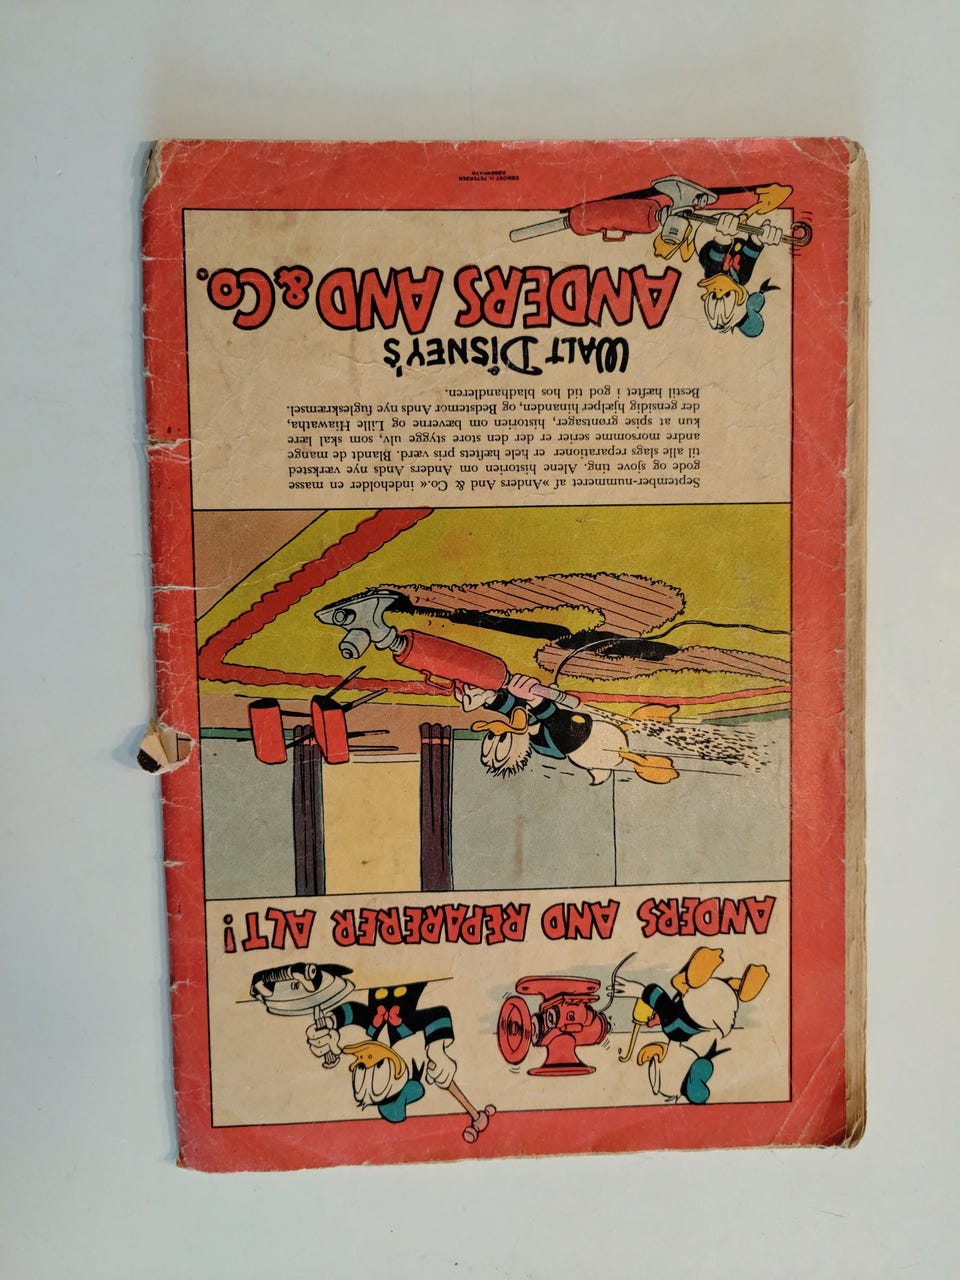 ANDERS AND REPARERER ALT!
September-nummeret af »Anders And & Co.« indeholder en masse
gode og sjove ting. Alene historien om Anders Ands nye værksted
til alle slags reparationer er hele hæftets pris værd. Blandt de mange
andre morsomme serier er der den store stygge ulv, som skal lære
kun at spise grøntsager, historien om bæverne og Lille Hiawatha,
der gensidig hjælper hinanden, og Bedstemor Ands nye fugleskræmsel.
Bestil hæftet i god tid hos bladhandleren.
WALT DISNEY'S
ANDERS AND & CO.
EGMONT H. PETERSEN
KØBENHAVN